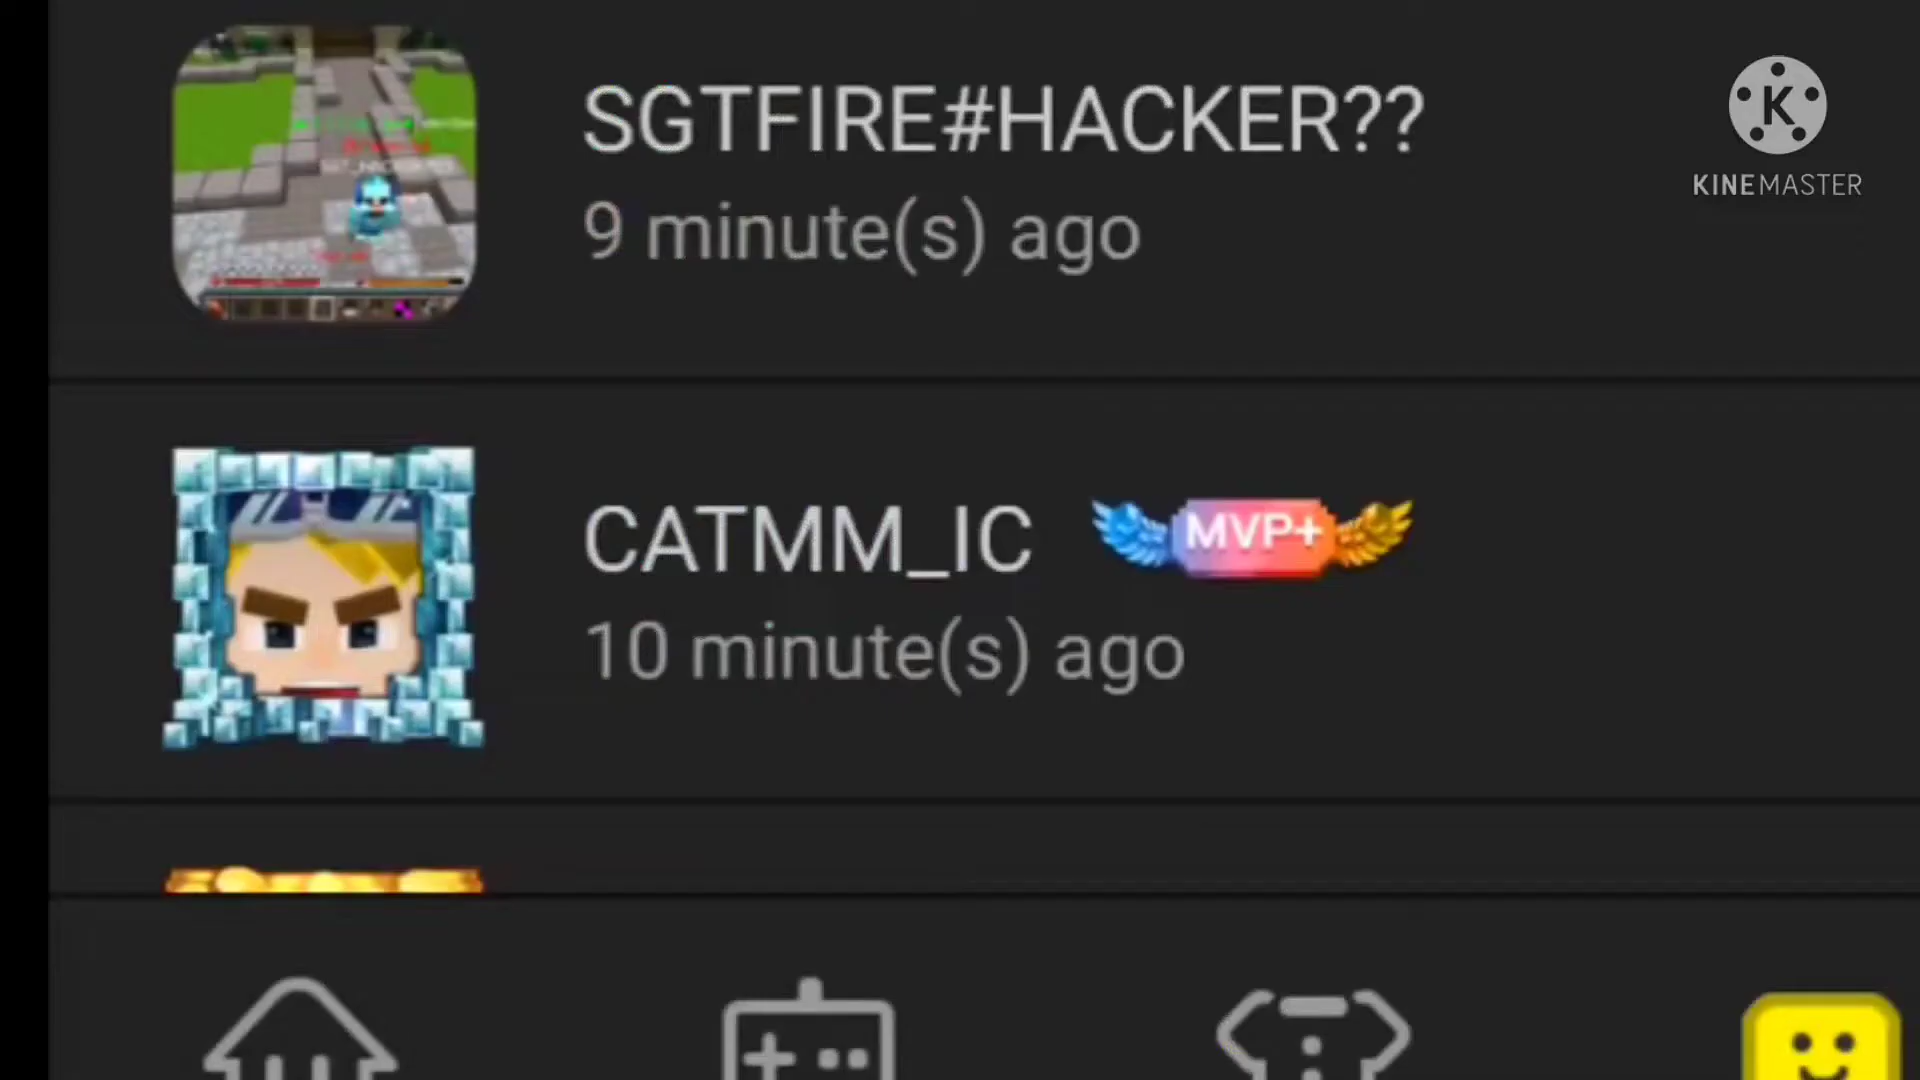 SGTFIRE#HACKER??
9 minute(s) ago
KINEMASTER
CATMM_IC MVP+
10 minute(s) ago